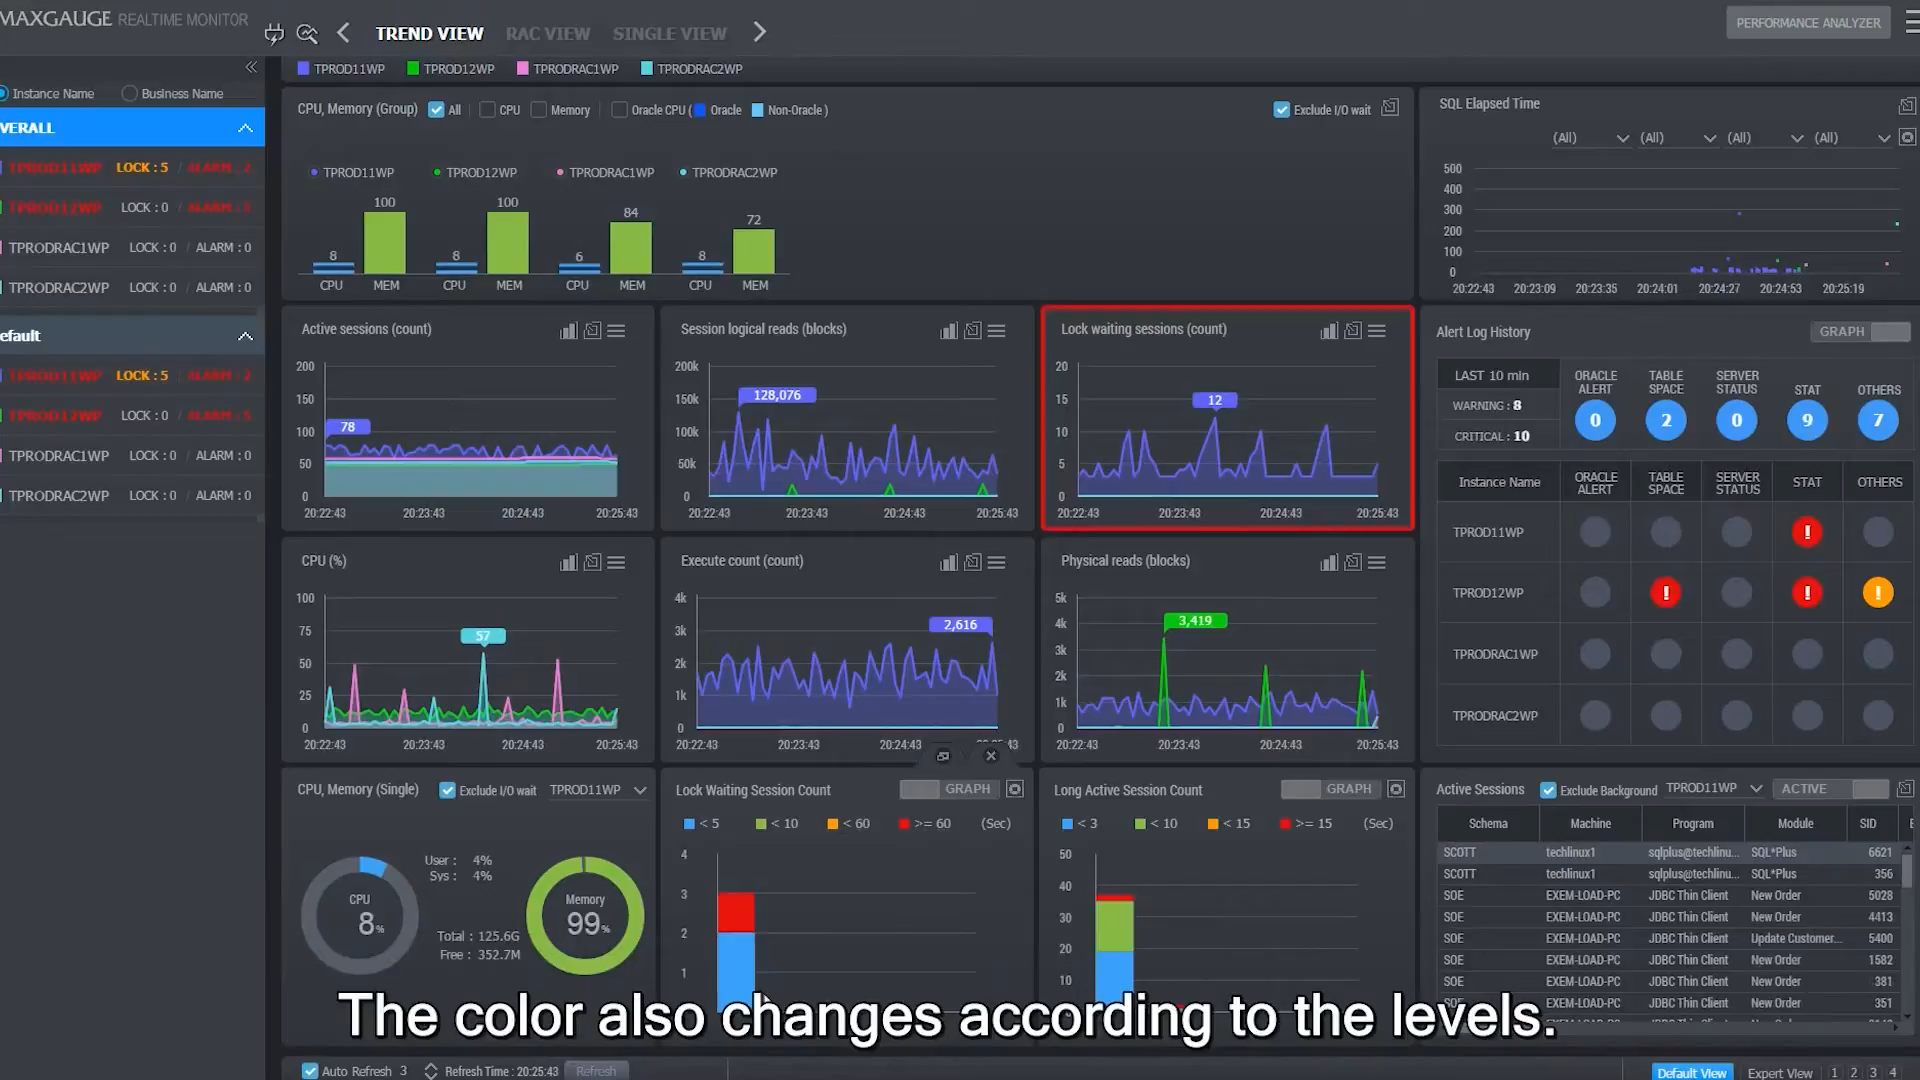 MAXGAUGE REALTIME MONITOR
TREND VIEW RAC VIEW SINGLE VIEW
PERFORMANCE ANALYZER
TPROD11WP TPROD12WP TPRODRAC1WP TPRODRAC2WP
Instance Name Business Name
VERALL
TPROD11WP LOCK : 5 / ALARM : 2
TPROD12WP LOCK : 0 / ALARM :
TPRODRAC1WP LOCK : 0 / ALARM : 0
TPRODRAC2WP LOCK : 0 / ALARM : 0
efault
TPROD11WP LOCK : 5 ALARM : 2
TPROD12WP LOCK : 0 / ALARM :
TPRODRAC1WP LOCK : 0 / ALARM : 0
TPRODRAC2WP LOCK : 0 / ALARM : 0
CPU, Memory (Group) All CPU Memory Oracle CPU ( Oracle Non-Oracle ) Exclude I/O wait
TPROD11WP TPROD12WP TPRODRAC1WP TPRODRAC2WP
100 100 84 72
8 8 6 8
CPU MEM CPU MEM CPU MEM CPU MEM
SQL Elapsed Time
(All) (All) (All) (All)
500
400
300
200
100
0
20:22:43 20:23:09 20:23:35 20:24:01 20:24:27 20:24:53 20:25:19
Active sessions (count)
200
150
100
50
0
78
20:22:43 20:23:43 20:24:43 20:25:43
Session logical reads (blocks)
200k
150k
100k
50k
0
128,076
20:22:43 20:23:43 20:24:43 20:25:43
Lock waiting sessions (count)
20
15
10
5
0
12
20:22:43 20:23:43 20:24:43 20:25:43
Alert Log History GRAPH
LAST 10 min ORACLE ALERT TABLE SPACE SERVER STATUS STAT OTHERS
WARNING : 8
CRITICAL : 10
0 2 0 9 7
Instance Name ORACLE ALERT TABLE SPACE SERVER STATUS STAT OTHERS
TPROD11WP !
TPROD12WP ! ! !
TPRODRAC1WP
TPRODRAC2WP
CPU (%)
100
75
50
25
0
57
20:22:43 20:23:43 20:24:43 20:25:43
Execute count (count)
4k
3k
2k
1k
0
2,616
20:22:43 20:23:43 20:24:43 43
Physical reads (blocks)
5k
4k
3k
2k
1k
0
3,419
20:22:43 20:23:43 20:24:43 20:25:43
CPU, Memory (Single) Exclude I/O wait TPROD11WP
CPU
8%
User : 4%
Sys : 4%
Total : 125.6G
Free : 352.7M
Memory
99%
Lock Waiting Session Count GRAPH
< 5 < 10 < 60 >= 60 (Sec)
4
3
2
1
Long Active Session Count GRAPH
< 3 < 10 < 15 >= 15 (Sec)
50
40
30
20
10
Active Sessions Exclude Background TPROD11WP ACTIVE
Schema Machine Program Module SID
SCOTT techlinux1 sqlplus@techlinu... SQL*Plus 6621
SCOTT techlinux1 sqlplus@techlinu... SQL*Plus 356
SOE EXEM-LOAD-PC JDBC Thin Client New Order 5028
SOE EXEM-LOAD-PC JDBC Thin Client New Order 4413
SOE EXEM-LOAD-PC JDBC Thin Client Update Customer... 5400
SOE EXEM-LOAD-PC JDBC Thin Client New Order 1582
SOE EXEM-LOAD-PC JDBC Thin Client New Order 381
SOE EXEM-LOAD-PC JDBC Thin Client New Order 351
The color also changes according to the levels.
Auto Refresh 3 Refresh Time : 20:25:43 Refresh
Default View Expert View 1 2 3 4